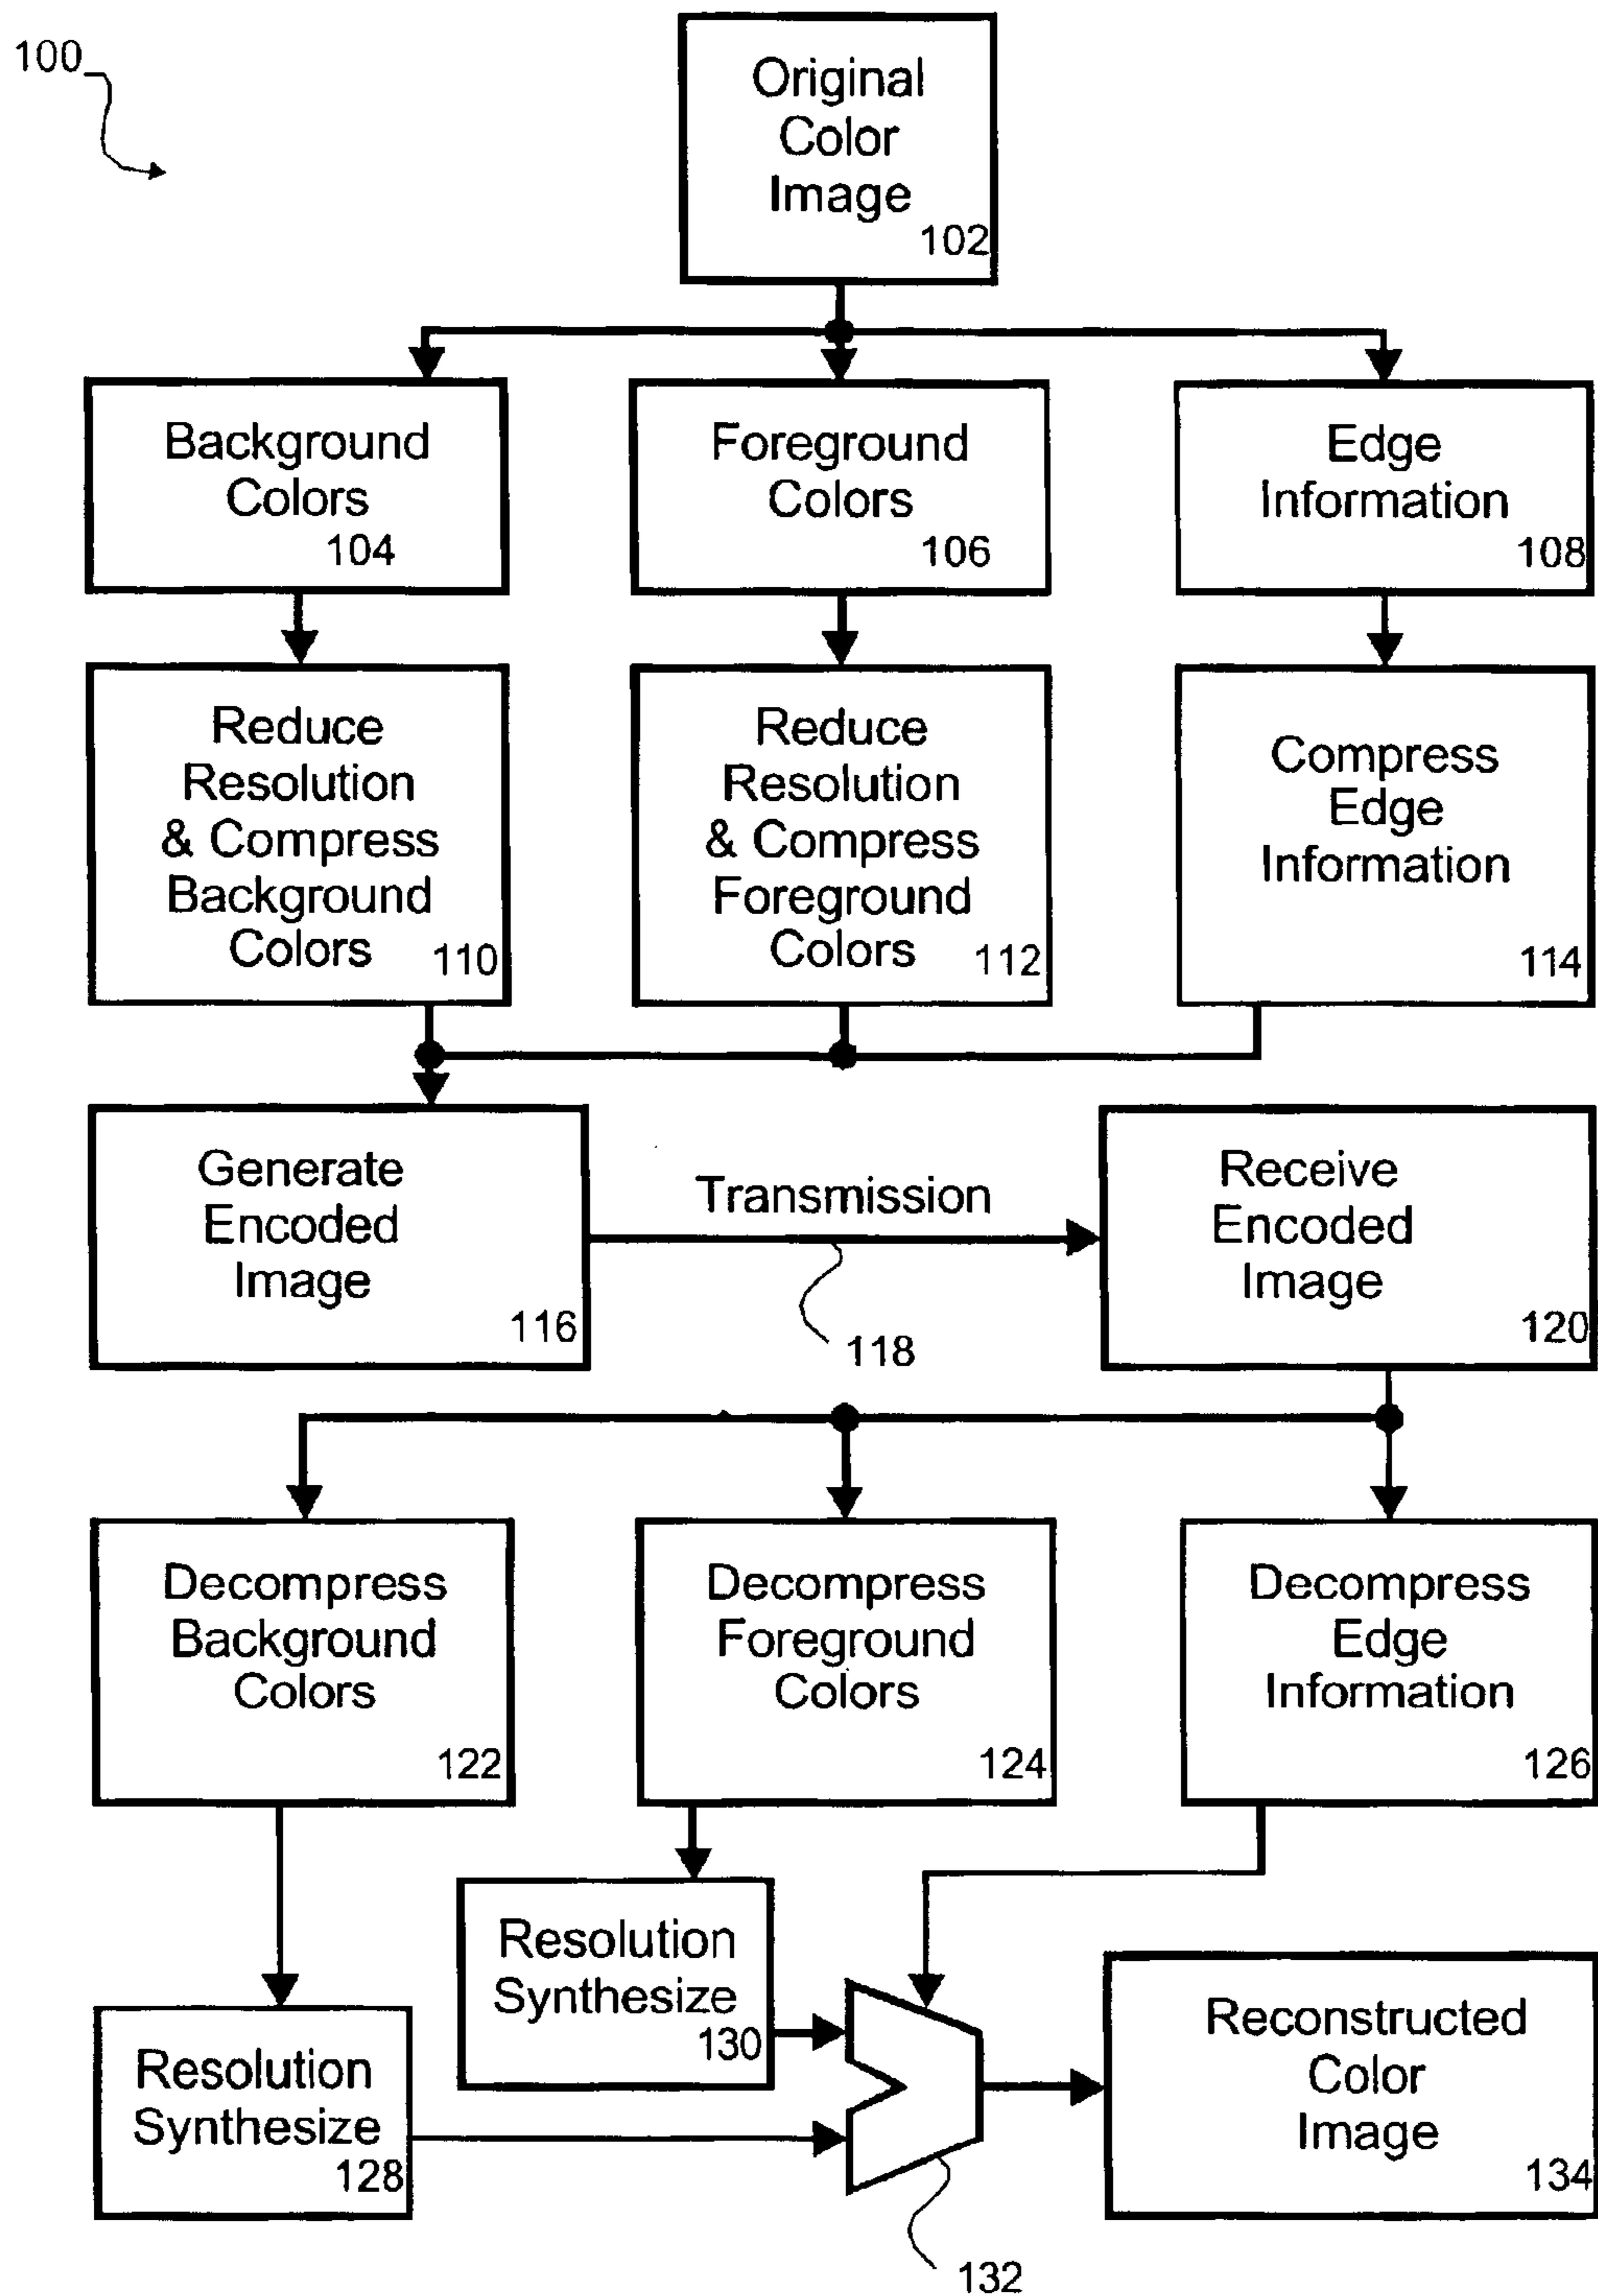 100
Original
Color
Image
102
Background
Colors
104
Foreground
Colors
106
Edge
Information
108
Reduce
Resolution
& Compress
Background
Colors
110
Reduce
Resolution
& Compress
Foreground
Colors
112
Compress
Edge
Information
114
Generate
Encoded
Image
116
Transmission
118
Receive
Encoded
Image
120
Decompress
Background
Colors
122
Decompress
Foreground
Colors
124
Decompress
Edge
Information
126
Resolution
Synthesize
130
Resolution
Synthesize
128
Reconstructed
Color
Image
134
132